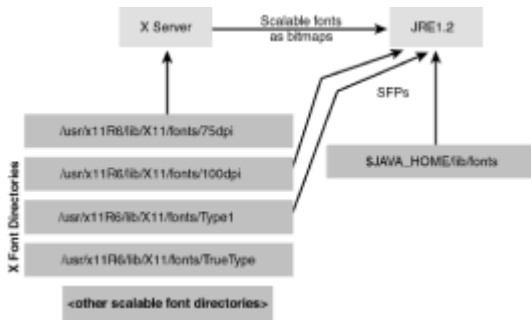 X Server
Scalable fonts
as bitmaps
JRE1.2
SFPs
X Font Directories
/usr/x11R6/lib/X11/fonts/75dpi
/usr/x11R6/lib/X11/fonts/100dpi
/usr/x11R6/lib/X11/fonts/Type1
/usr/x11R6/lib/X11/fonts/TrueType
<other scalable font directories>
$JAVA_HOME/lib/fonts